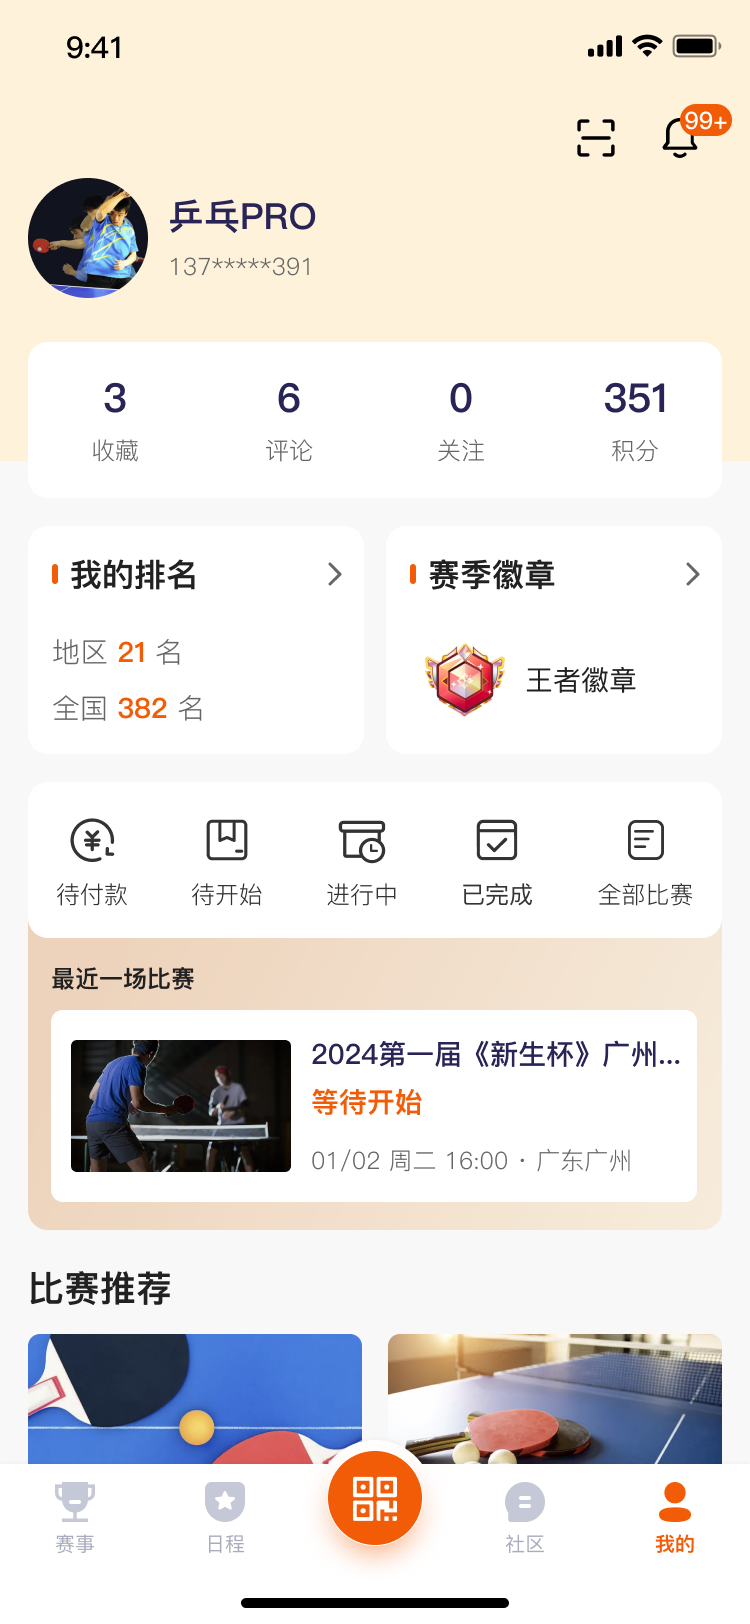 9:41
99+
乒乓PRO
137*****391
3 6 0 351
收藏 评论 关注 积分
我的排名
地区 21 名
全国 382 名
赛季徽章
王者徽章
待付款 待开始 进行中 已完成 全部比赛
最近一场比赛
2024第一届《新生杯》广州...
等待开始
01/02 周二 16:00 · 广东广州
比赛推荐
赛事 日程 社区 我的